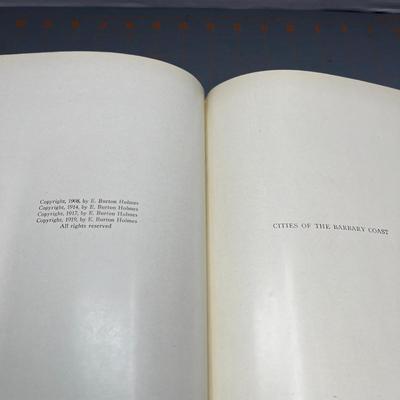 Copyright, 1908, by E. Burton Holmes
Copyright, 1914, by E. Burton Holmes
Copyright, 1917, by E. Burton Holmes
Copyright, 1919, by E. Burton Holmes
All rights reserved
CITIES OF THE BARBARY COAST